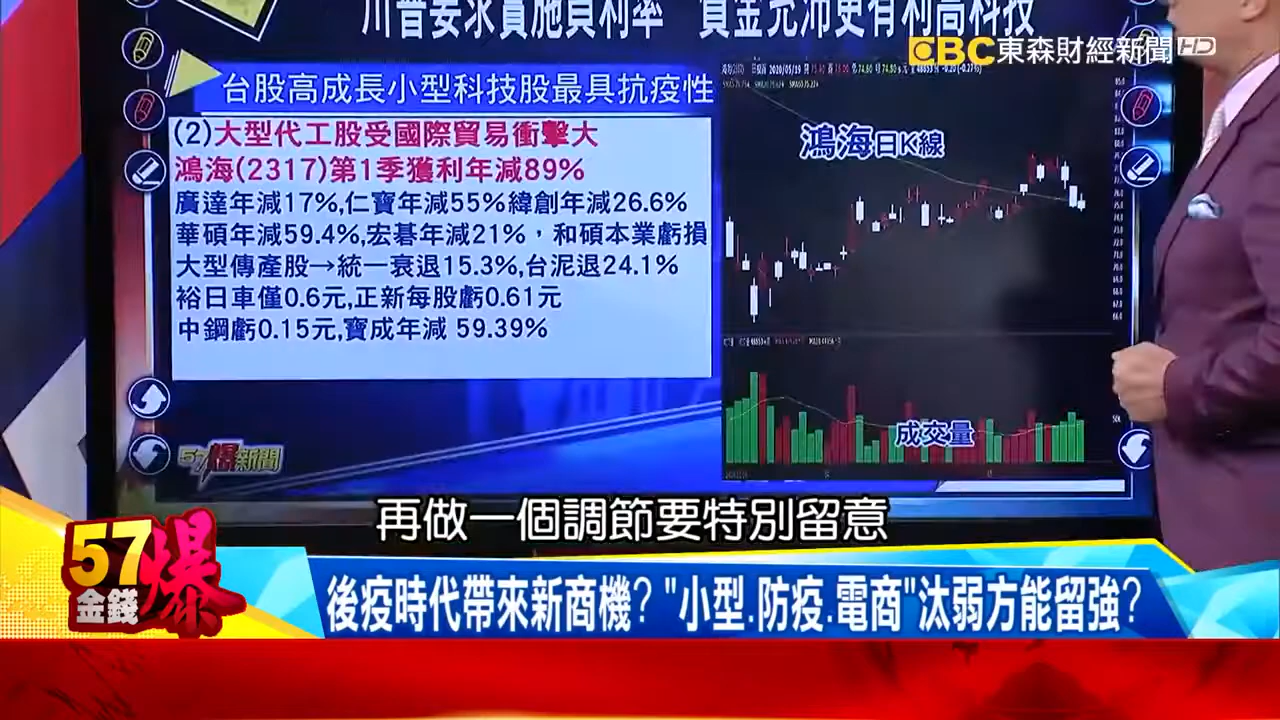 川普要求實施負利率 資金充沛更有利高科技
EBC東森財經新聞HD
台股高成長小型科技股最具抗疫性
(2)大型代工股受國際貿易衝擊大
鴻海(2317)第1季獲利年減89%
廣達年減17%,仁寶年減55%緯創年減26.6%
華碩年減59.4%,宏碁年減21%，和碩本業虧損
大型傳產股→統一衰退15.3%,台泥退24.1%
裕日車僅0.6元,正新每股虧0.61元
中鋼虧0.15元,寶成年減 59.39%
鴻海日K線
成交量
57爆新聞
再做一個調節要特別留意
57金錢爆
後疫時代帶來新商機? "小型.防疫.電商"汰弱方能留強?